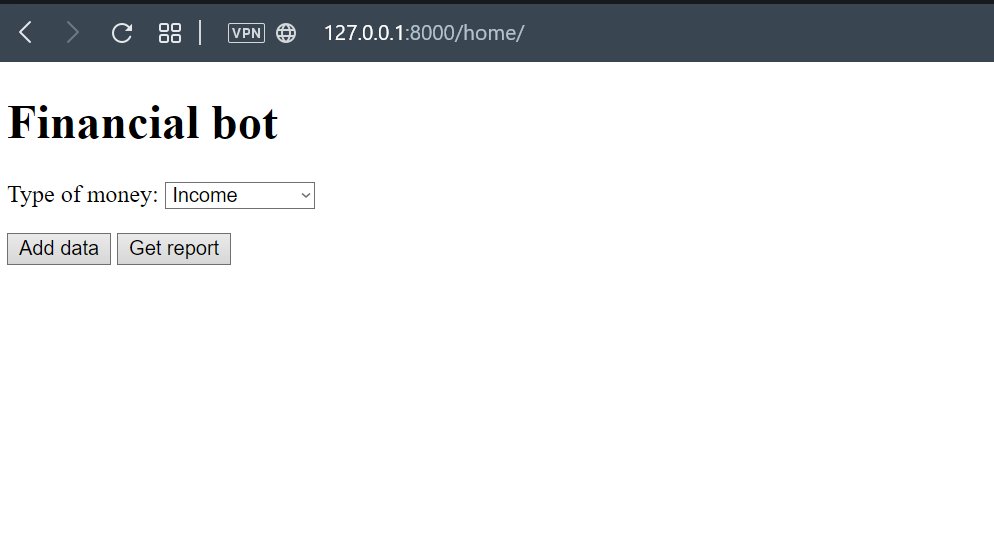 VPN 127.0.0.1:8000/home/
Financial bot
Type of money: Income
Add data Get report